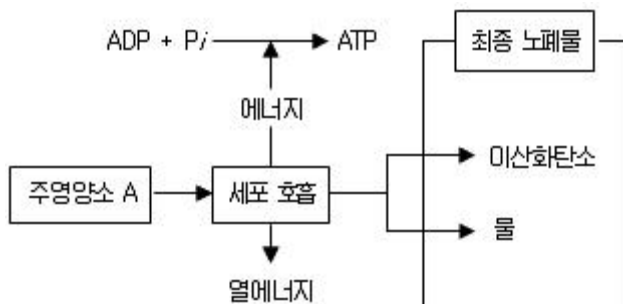 ADP + Pi
ATP
최종 노폐물
에너지
이산화탄소
주영양소 A
세포 호흡
물
열에너지